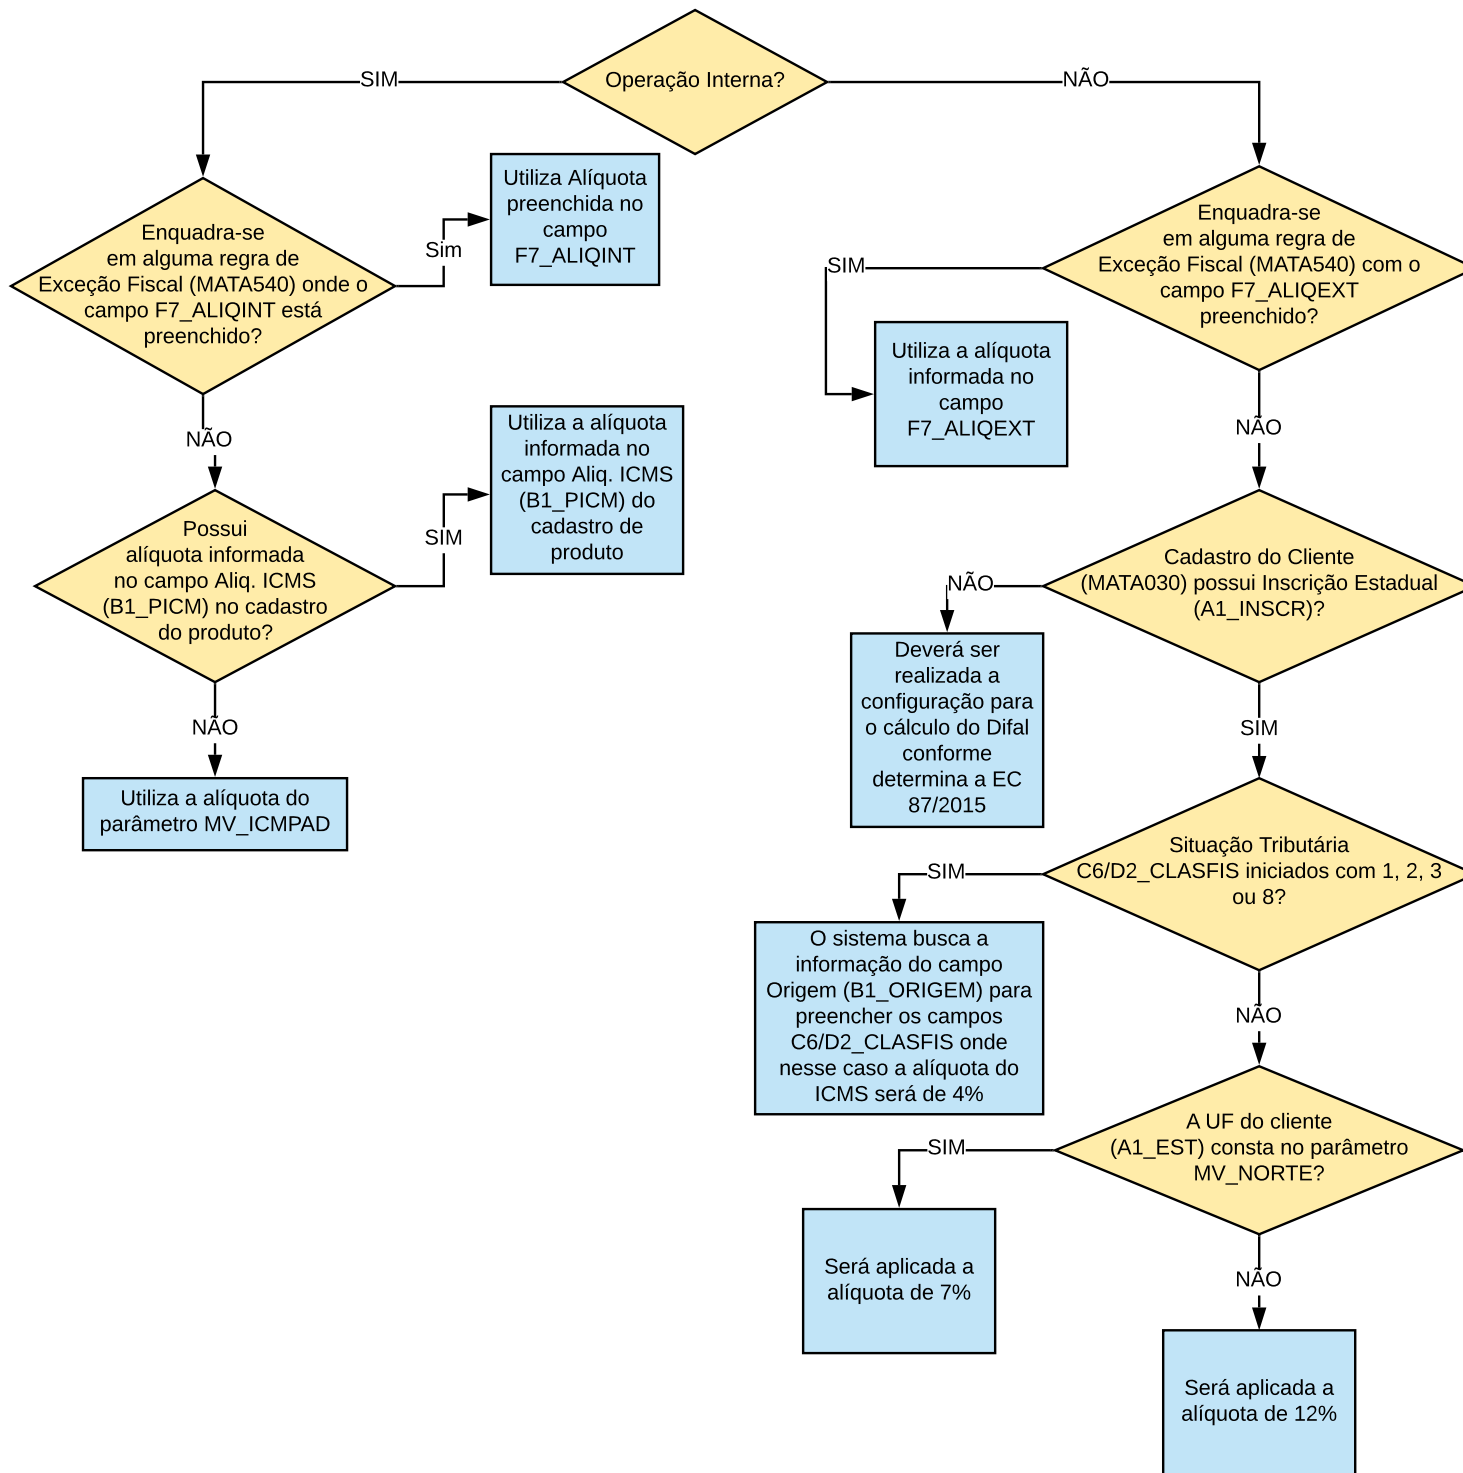 Operação Interna?
SIM
NÃO
Enquadra-se
em alguma regra de
Exceção Fiscal (MATA540) onde o
campo F7_ALIQINT está
preenchido?
Sim
Utiliza Alíquota
preenchida no
campo
F7_ALIQINT
NÃO
Possui
alíquota informada
no campo Aliq. ICMS
(B1_PICM) no cadastro
do produto?
SIM
Utiliza a alíquota
informada no
campo Aliq. ICMS
(B1_PICM) do
cadastro de
produto
NÃO
Utiliza a alíquota do
parâmetro MV_ICMPAD
Enquadra-se
em alguma regra de
Exceção Fiscal (MATA540) com o
campo F7_ALIQEXT
preenchido?
SIM
Utiliza a alíquota
informada no
campo
F7_ALIQEXT
NÃO
Cadastro do Cliente
(MATA030) possui Inscrição Estadual
(A1_INSCR)?
NÃO
Deverá ser
realizada a
configuração para
o cálculo do Difal
conforme
determina a EC
87/2015
SIM
Situação Tributária
C6/D2_CLASFIS iniciados com 1, 2, 3
ou 8?
SIM
O sistema busca a
informação do campo
Origem (B1_ORIGEM) para
preencher os campos
C6/D2_CLASFIS onde
nesse caso a alíquota do
ICMS será de 4%
NÃO
A UF do cliente
(A1_EST) consta no parâmetro
MV_NORTE?
SIM
Será aplicada a
alíquota de 7%
NÃO
Será aplicada a
alíquota de 12%